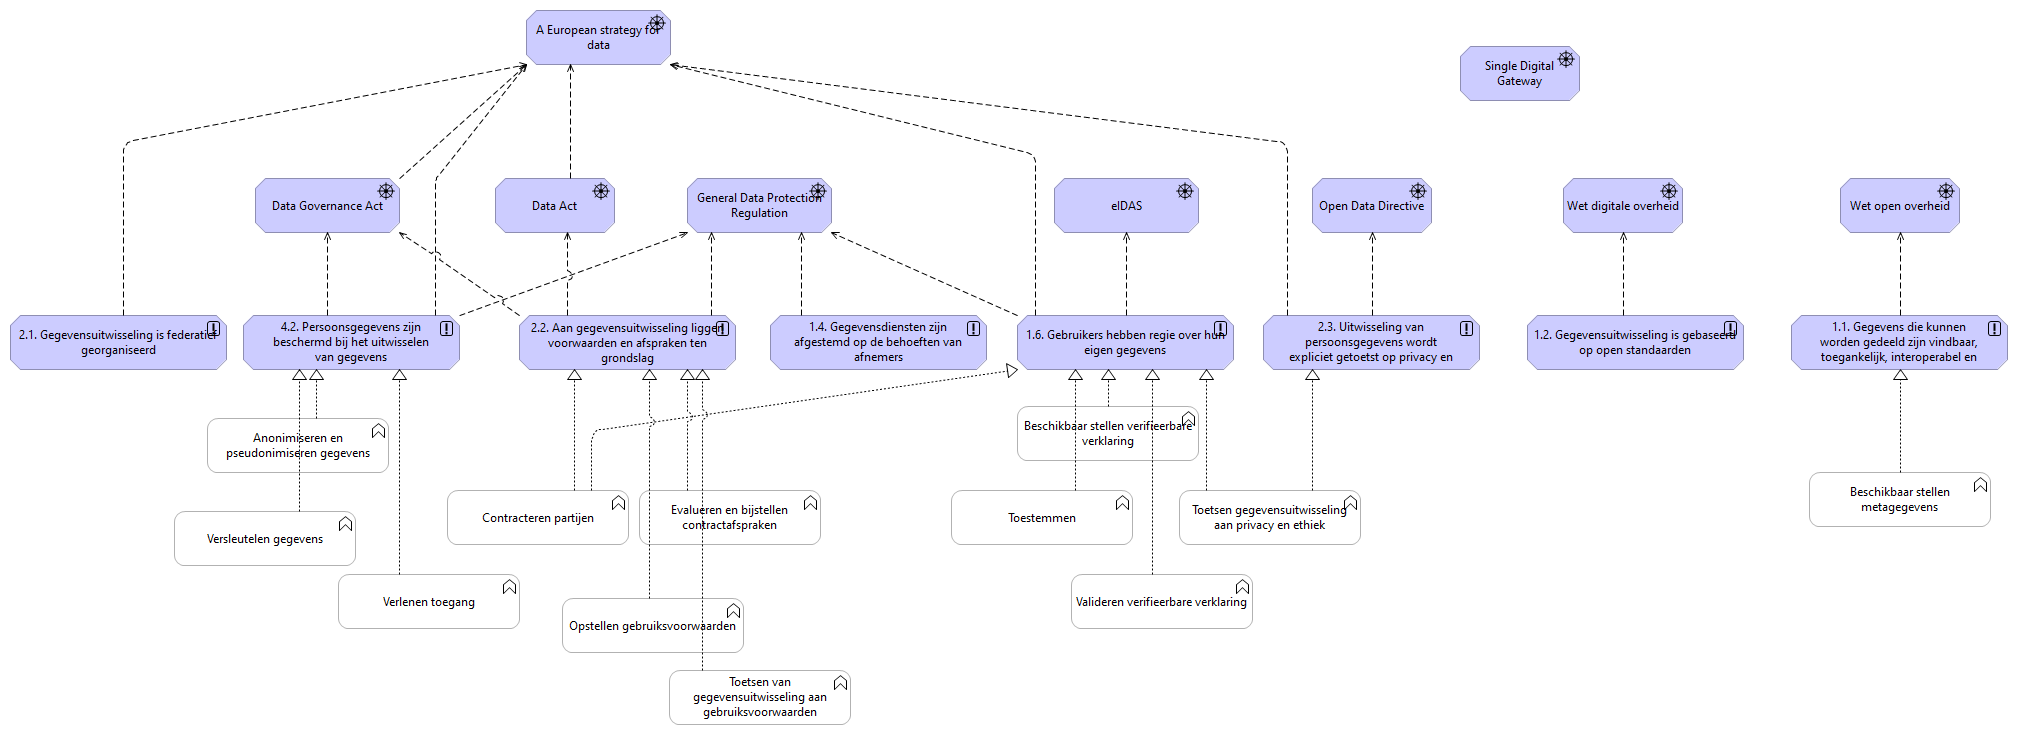 A European strategy for
data
Single Digital
Gateway
Data Governance Act
Data Act
General Data Protection
Regulation
eIDAS
Open Data Directive
Wet digitale overheid
Wet open overheid
2.1. Gegevensuitwisseling is federatief
georganiseerd
4.2. Persoonsgegevens zijn
beschermd bij het uitwisselen
van gegevens
2.2. Aan gegevensuitwisseling liggen
voorwaarden en afspraken ten
grondslag
1.4. Gegevensdiensten zijn
afgestemd op de behoeften van
afnemers
1.6. Gebruikers hebben regie over hun
eigen gegevens
2.3. Uitwisseling van
persoonsgegevens wordt
expliciet getoetst op privacy en
1.2. Gegevensuitwisseling is gebaseerd
op open standaarden
1.1. Gegevens die kunnen
worden gedeeld zijn vindbaar,
toegankelijk, interoperabel en
Anonimiseren en
pseudonimiseren gegevens
Beschikbaar stellen verifieerbare
verklaring
Beschikbaar stellen
metagegevens
Versleutelen gegevens
Contracteren partijen
Evalueren en bijstellen
contractafspraken
Toestemmen
Toetsen gegevensuitwisseling
aan privacy en ethiek
Verlenen toegang
Opstellen gebruiksvoorwaarden
Valideren verifieerbare verklaring
Toetsen van
gegevensuitwisseling aan
gebruiksvoorwaarden